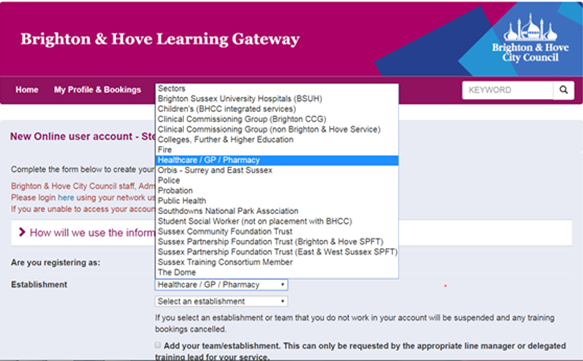 Brighton & Hove Learning Gateway
Brighton & Hove
City Council
Home My Profile & Bookings
KEYWORD
Sectors
Brighton Sussex University Hospitals (BSUH)
Children's (BHCC integrated services)
Clinical Commissioning Group (Brighton CCG)
Clinical Commissioning Group (non Brighton & Hove Service)
Colleges, Further & Higher Education
Fire
Healthcare / GP / Pharmacy
Orbis - Surrey and East Sussex
Police
Probation
Public Health
Southdowns National Park Association
Student Social Worker (not on placement with BHCC)
Sussex Community Foundation Trust
Sussex Partnership Foundation Trust (Brighton & Hove SPFT)
Sussex Partnership Foundation Trust (East & West Sussex SPFT)
Sussex Training Consortium Member
The Dome
New Online user account - Ste
Complete the form below to create your
Brighton & Hove City Council staff, Adm
Please login here using your network us
If you are unable to access your accoun
How will we use the inform
Are you registering as:
Establishment Healthcare / GP / Pharmacy
Select an establishment
If you select an establishment or team that you do not work in your account will be suspended and any training
bookings cancelled.
Add your team/establishment. This can only be requested by the appropriate line manager or delegated
training lead for your service.